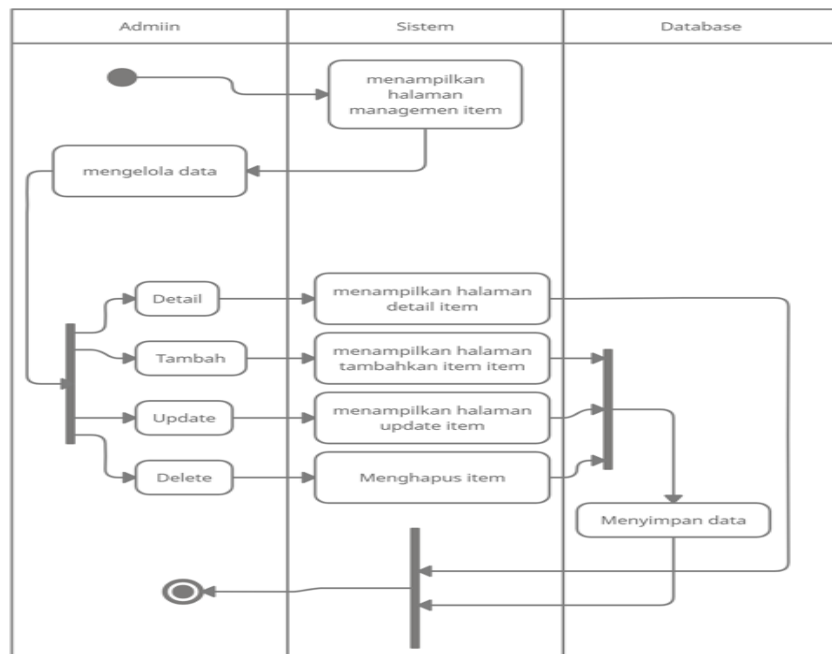 Admiin
Sistem
Database
menampilkan
halaman
managemen item
mengelola data
Detail
menampilkan halaman
detail item
Tambah
menampilkan halaman
tambahkan item item
Update
menampilkan halaman
update item
Delete
Menghapus item
Menyimpan data